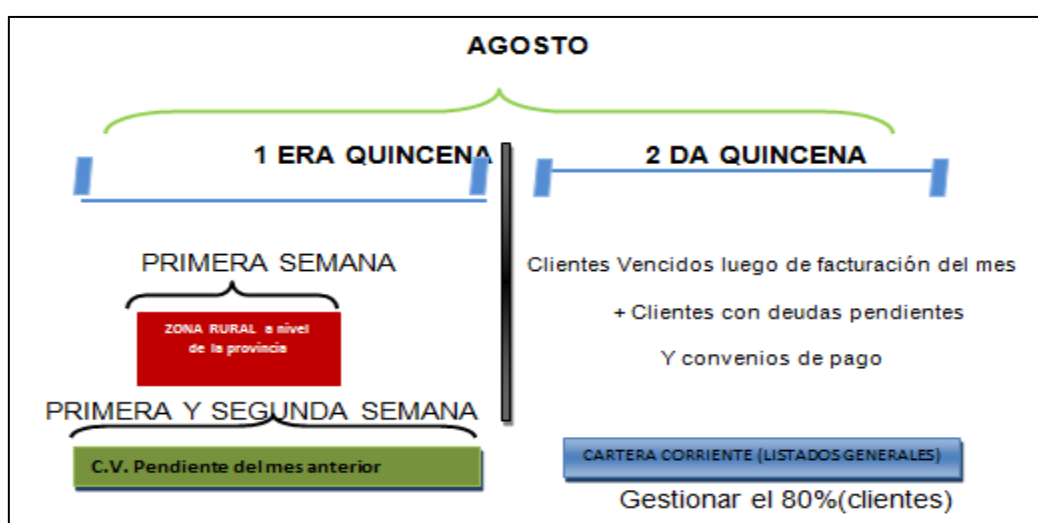 AGOSTO
1 ERA QUINCENA
PRIMERA SEMANA
ZONA RURAL a nivel
de la provincia
PRIMERA Y SEGUNDA SEMANA
C.V. Pendiente del mes anterior
2 DA QUINCENA
Clientes Vencidos luego de facturación del mes
+ Clientes con deudas pendientes
Y convenios de pago
CARTERA CORRIENTE (LISTADOS GENERALES)
Gestionar el 80%(clientes)